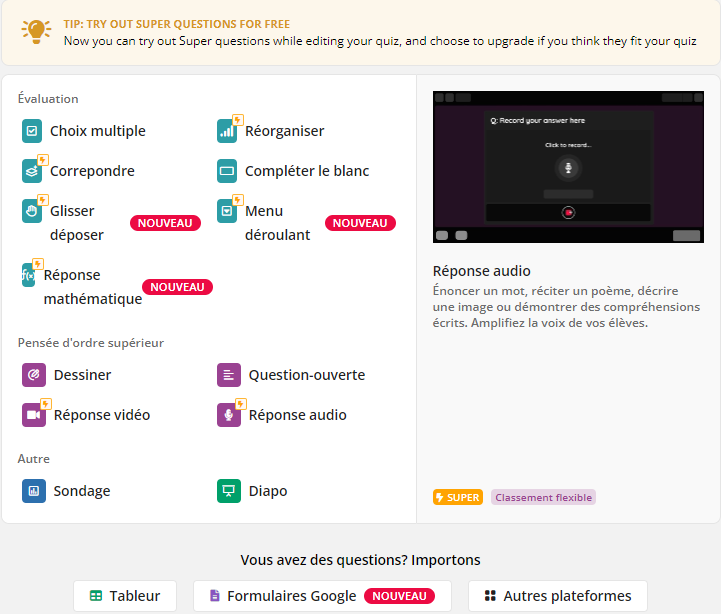 TIP: TRY OUT SUPER QUESTIONS FOR FREE
Now you can try out Super questions while editing your quiz, and choose to upgrade if you think they fit your quiz
Évaluation
Choix multiple
Réorganiser
Correpondre
Compléter le blanc
Glisser
déposer
NOUVEAU
Menu
déroulant
NOUVEAU
f(x)
Réponse
mathématique
NOUVEAU
Pensée d'ordre supérieur
Dessiner
Question-ouverte
Réponse vidéo
Réponse audio
Autre
Sondage
Diapo
Q: Record your answer here
Click to record...
Réponse audio
Énoncer un mot, réciter un poème, décrire
une image ou démontrer des compréhensions
écrits. Amplifiez la voix de vos élèves.
SUPER
Classement flexible
Vous avez des questions? Importons
Tableur
Formulaires Google NOUVEAU
Autres plateformes